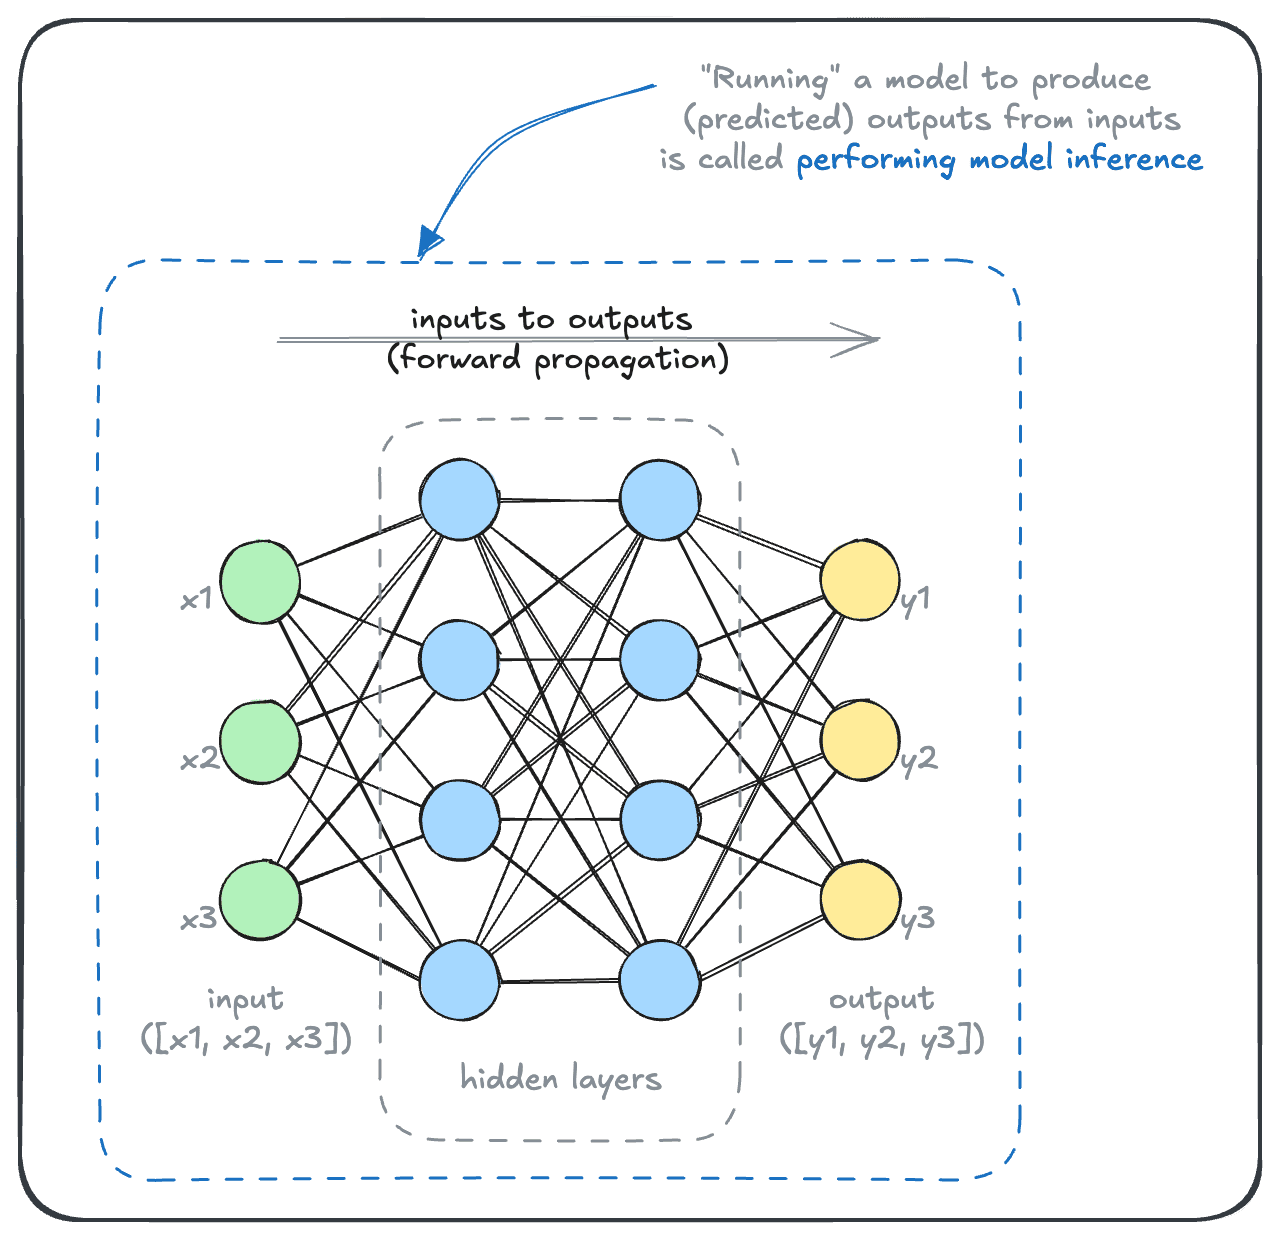 "Running" a model to produce
(predicted) outputs from inputs
is called performing model inference
inputs to outputs
(forward propagation)
x1
y1
x2
y2
x3
y3
input
([x1, x2, x3])
output
([y1, y2, y3])
hidden layers